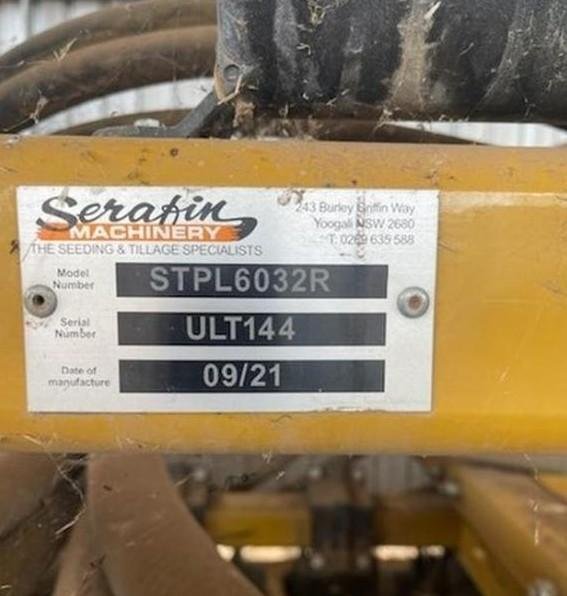 Serafin
MACHINERY
THE SEEDING & TILLAGE SPECIALISTS
243 Burley Griffin Way
Yoogali NSW 2680
T: 0269 635 588
Model
Number
STPL6032R
Serial
Number
ULT144
Date of
manufacture
09/21